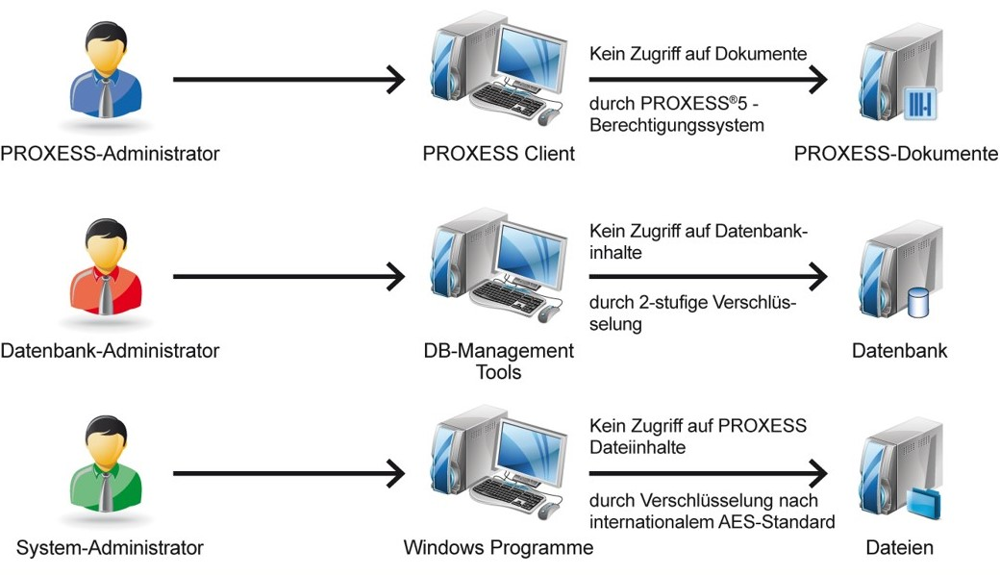 Kein Zugriff auf Dokumente
durch PROXESS®5 -
Berechtigungssystem
PROXESS-Administrator
PROXESS Client
PROXESS-Dokumente
Kein Zugriff auf Datenbank-
inhalte
durch 2-stufige Verschlüs-
selung
Datenbank-Administrator
DB-Management
Tools
Datenbank
Kein Zugriff auf PROXESS
Dateiinhalte
durch Verschlüsselung nach
internationalem AES-Standard
System-Administrator
Windows Programme
Dateien